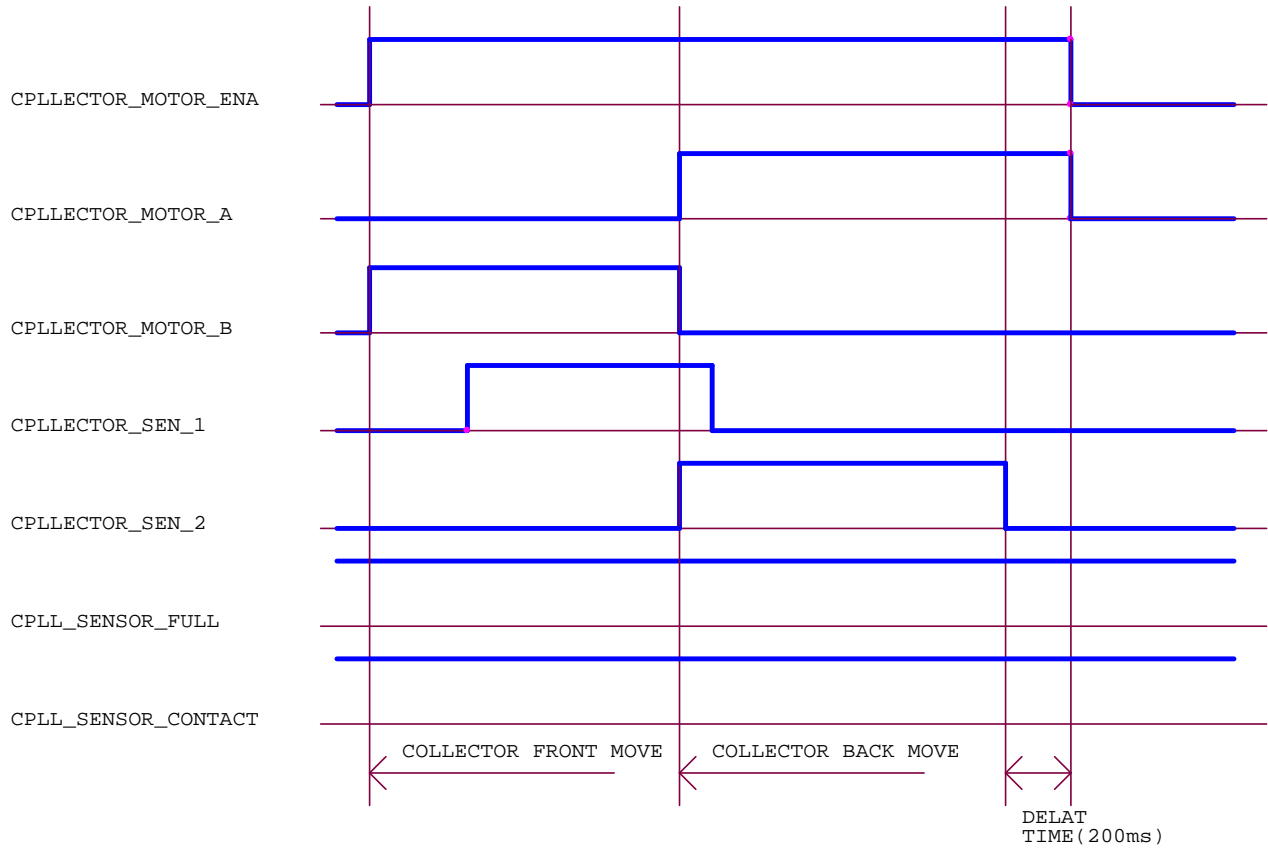 CPLLECTOR_MOTOR_ENA
CPLLECTOR_MOTOR_A
CPLLECTOR_MOTOR_B
CPLLECTOR_SEN_1
CPLLECTOR_SEN_2
CPLL_SENSOR_FULL
CPLL_SENSOR_CONTACT
COLLECTOR FRONT MOVE
COLLECTOR BACK MOVE
DELAT
TIME(200ms)